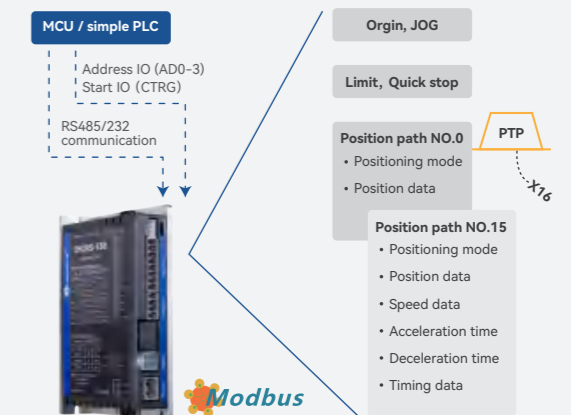 MCU / simple PLC
Address IO (AD0-3)
Start IO (CTRG)
RS485/232
communication
Orgin, JOG
Limit, Quick stop
Position path NO.0
• Positioning mode
• Position data
PTP
X16
Position path NO.15
• Positioning mode
• Position data
• Speed data
• Acceleration time
• Deceleration time
• Timing data
Modbus